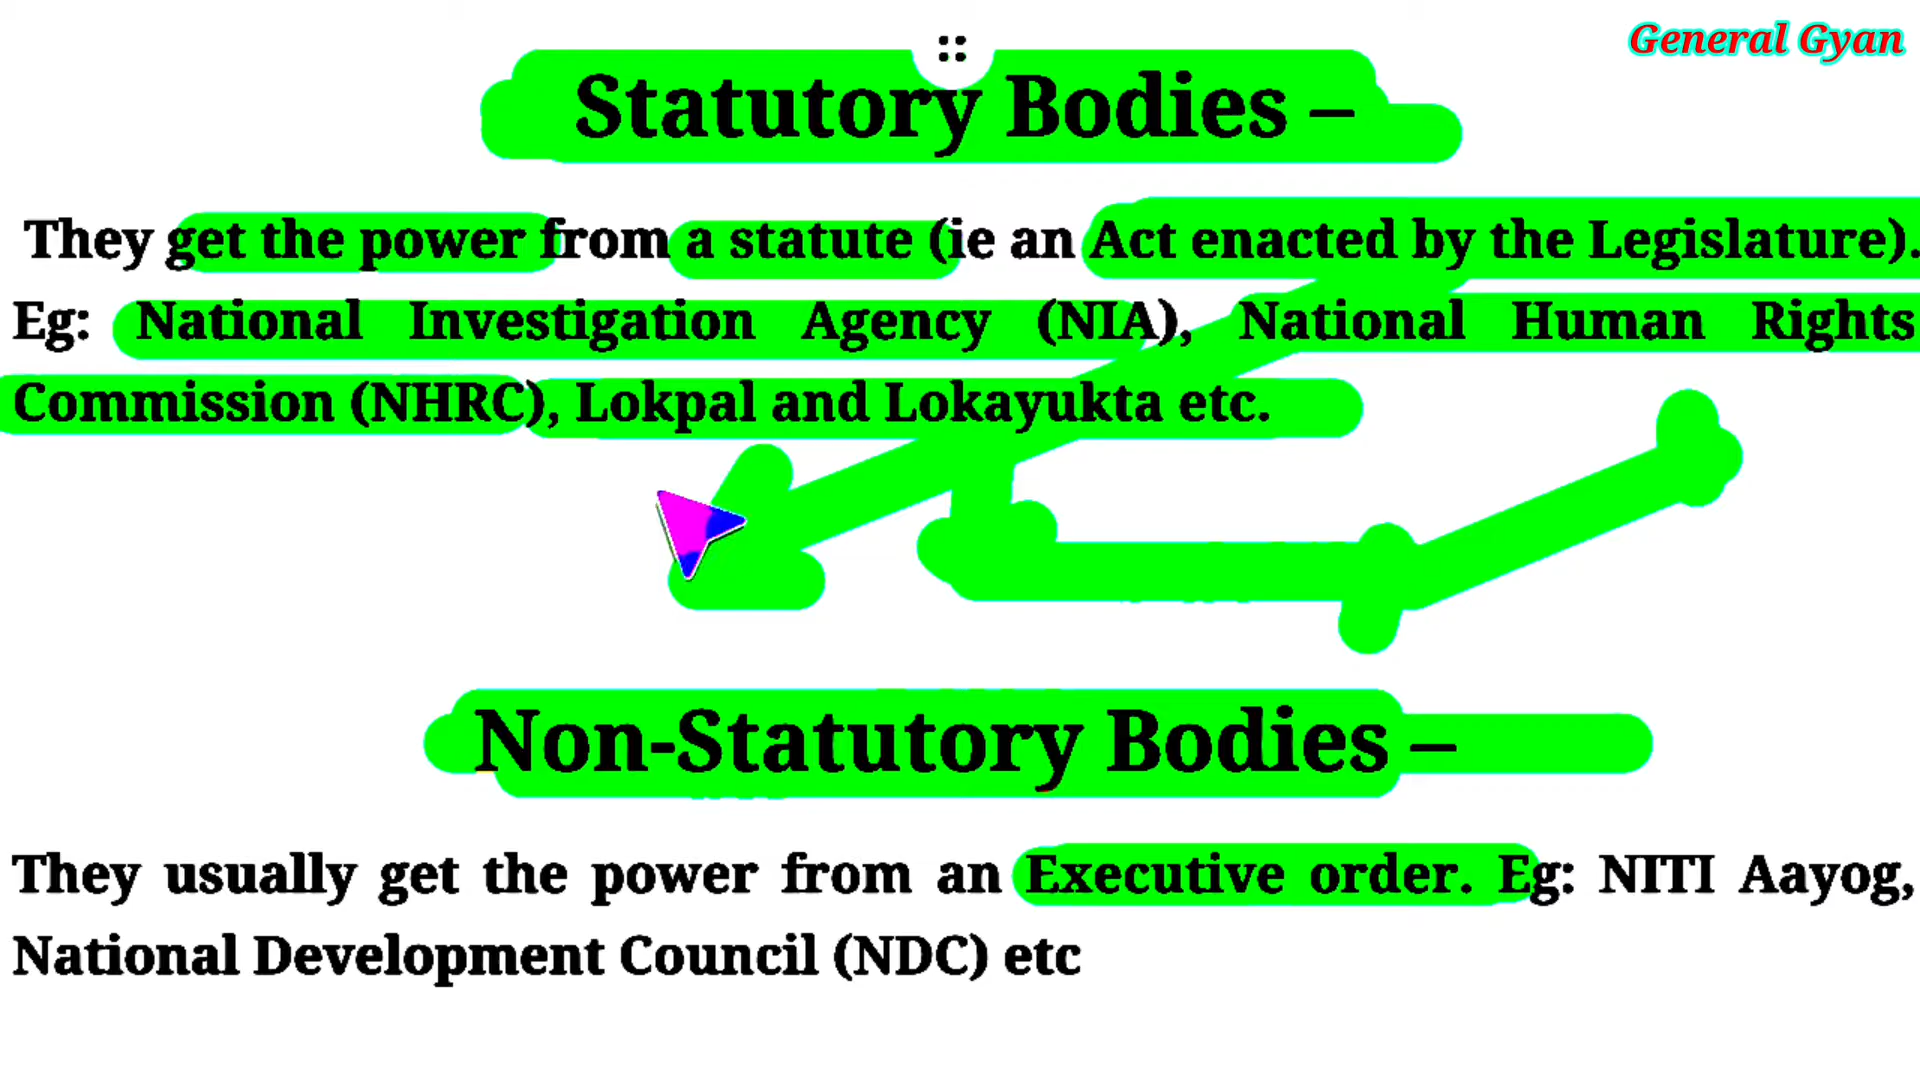 General Gyan
Statutory Bodies –
They get the power from a statute (ie an Act enacted by the Legislature).
Eg: National Investigation Agency (NIA), National Human Rights
Commission (NHRC), Lokpal and Lokayukta etc.
Non-Statutory Bodies –
They usually get the power from an Executive order. Eg: NITI Aayog,
National Development Council (NDC) etc